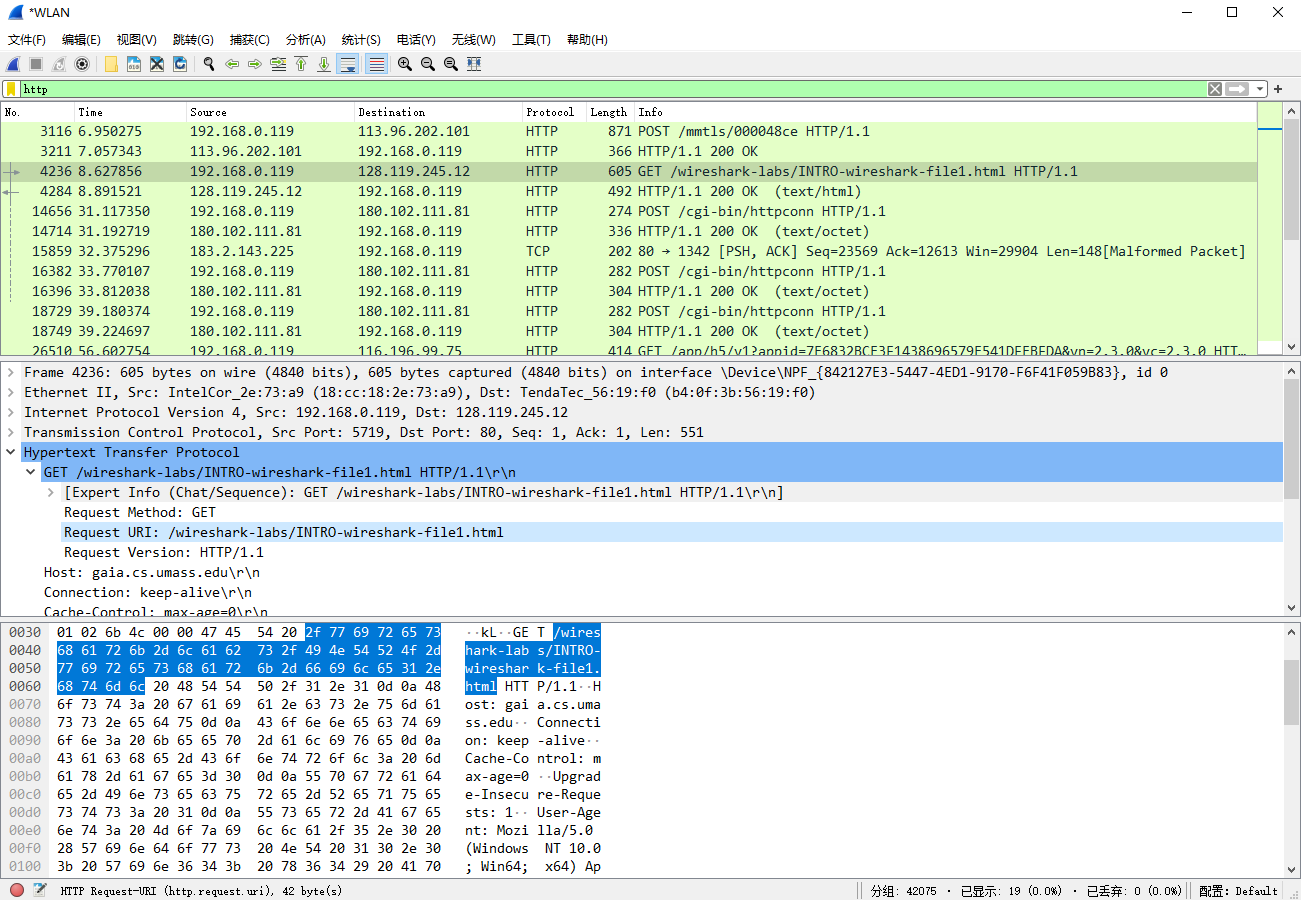 *WLAN
文件(F) 编辑(E) 视图(V) 跳转(G) 捕获(C) 分析(A) 统计(S) 电话(Y) 无线(W) 工具(T) 帮助(H)
http
No. Time Source Destination Protocol Length Info
3116 6.950275 192.168.0.119 113.96.202.101 HTTP 871 POST /mmtls/000048ce HTTP/1.1
3211 7.057343 113.96.202.101 192.168.0.119 HTTP 366 HTTP/1.1 200 OK
4236 8.627856 192.168.0.119 128.119.245.12 HTTP 605 GET /wireshark-labs/INTRO-wireshark-file1.html HTTP/1.1
4284 8.891521 128.119.245.12 192.168.0.119 HTTP 492 HTTP/1.1 200 OK (text/html)
14656 31.117350 192.168.0.119 180.102.111.81 HTTP 274 POST /cgi-bin/httpconn HTTP/1.1
14714 31.192719 180.102.111.81 192.168.0.119 HTTP 336 HTTP/1.1 200 OK (text/octet)
15859 32.375296 183.2.143.225 192.168.0.119 TCP 202 80 → 1342 [PSH, ACK] Seq=23569 Ack=12613 Win=29904 Len=148[Malformed Packet]
16382 33.770107 192.168.0.119 180.102.111.81 HTTP 282 POST /cgi-bin/httpconn HTTP/1.1
16396 33.812038 180.102.111.81 192.168.0.119 HTTP 304 HTTP/1.1 200 OK (text/octet)
18729 39.180374 192.168.0.119 180.102.111.81 HTTP 282 POST /cgi-bin/httpconn HTTP/1.1
18749 39.224697 180.102.111.81 192.168.0.119 HTTP 304 HTTP/1.1 200 OK (text/octet)
26510 56.602754 192.168.0.119 116.196.99.75 HTTP 414 GET
Frame 4236: 605 bytes on wire (4840 bits), 605 bytes captured (4840 bits) on interface \Device\NPF_{842127E3-5447-4ED1-9170-F6F41F059B83}, id 0
Ethernet II, Src: IntelCor_2e:73:a9 (18:cc:18:2e:73:a9), Dst: TendaTec_56:19:f0 (b4:0f:3b:56:19:f0)
Internet Protocol Version 4, Src: 192.168.0.119, Dst: 128.119.245.12
Transmission Control Protocol, Src Port: 5719, Dst Port: 80, Seq: 1, Ack: 1, Len: 551
Hypertext Transfer Protocol
GET /wireshark-labs/INTRO-wireshark-file1.html HTTP/1.1\r\n
[Expert Info (Chat/Sequence): GET /wireshark-labs/INTRO-wireshark-file1.html HTTP/1.1\r\n]
Request Method: GET
Request URI: /wireshark-labs/INTRO-wireshark-file1.html
Request Version: HTTP/1.1
Host: gaia.cs.umass.edu\r\n
Connection: keep-alive\r\n
Cache-Control: max-age=0\r\n
0030 01 02 6b 4c 00 00 47 45 54 20 2f 77 69 72 65 73 ··kL··GE T /wires
0040 68 61 72 6b 2d 6c 61 62 73 2f 49 4e 54 52 4f 2d hark-lab s/INTRO-
0050 77 69 72 65 73 68 61 72 6b 2d 66 69 6c 65 31 2e wireshar k-file1.
0060 68 74 6d 6c 20 48 54 54 50 2f 31 2e 31 0d 0a 48 html HTT P/1.1··H
0070 6f 73 74 3a 20 67 61 69 61 2e 63 73 2e 75 6d 61 ost: gai a.cs.uma
0080 73 73 2e 65 64 75 0d 0a 43 6f 6e 6e 65 63 74 69 ss.edu·· Connecti
0090 6f 6e 3a 20 6b 65 65 70 2d 61 6c 69 76 65 0d 0a on: keep -alive··
00a0 43 61 63 68 65 2d 43 6f 6e 74 72 6f 6c 3a 20 6d Cache-Co ntrol: m
00b0 61 78 2d 61 67 65 3d 30 0d 0a 55 70 67 72 61 64 ax-age=0 ··Upgrad
00c0 65 2d 49 6e 73 65 63 75 72 65 2d 52 65 71 75 65 e-Insecu re-Reque
00d0 73 74 73 3a 20 31 0d 0a 55 73 65 72 2d 41 67 65 sts: 1·· User-Age
00e0 6e 74 3a 20 4d 6f 7a 69 6c 6c 61 2f 35 2e 30 20 nt: Mozi lla/5.0
00f0 28 57 69 6e 64 6f 77 73 20 4e 54 20 31 30 2e 30 (Windows NT 10.0
0100 3b 20 57 69 6e 36 34 3b 20 78 36 34 29 20 41 70 ; Win64; x64) Ap
HTTP Request-URI (http.request.uri), 42 byte(s) 分组: 42075 · 已显示: 19 (0.0%) · 已丢弃: 0 (0.0%) 配置: Default